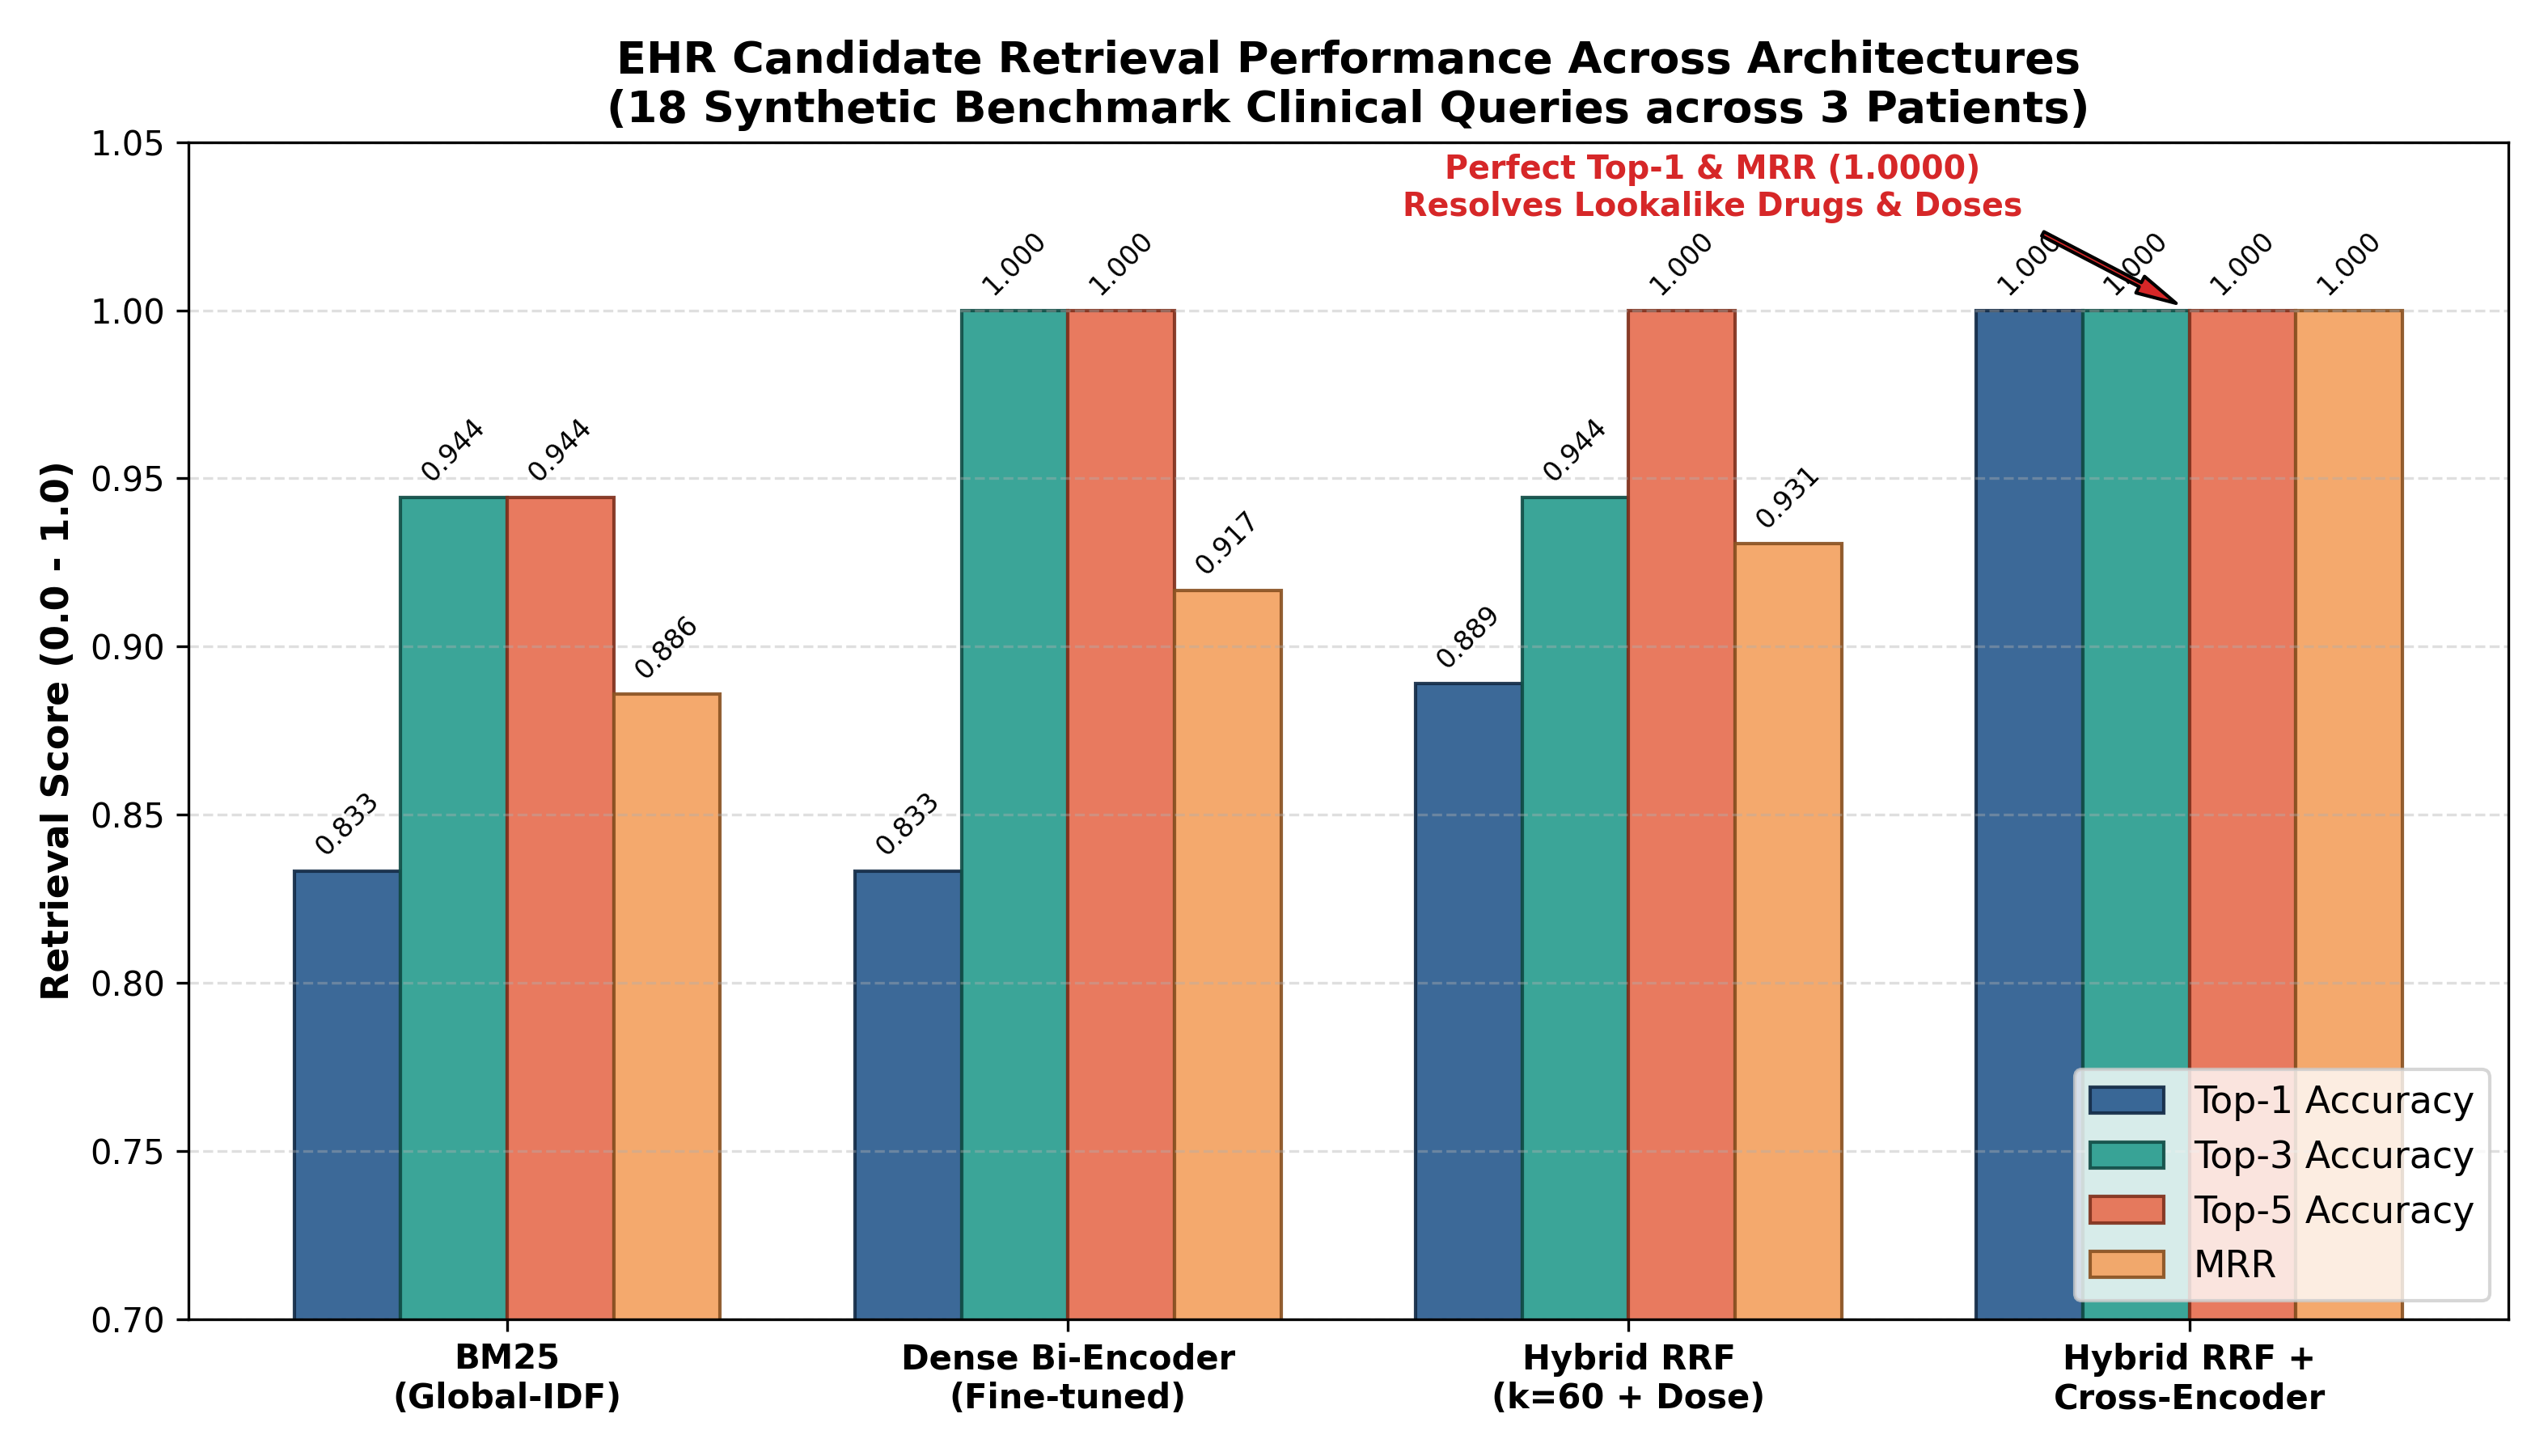 EHR Candidate Retrieval Performance Across Architectures
(18 Synthetic Benchmark Clinical Queries across 3 Patients)
Perfect Top-1 & MRR (1.0000)
Resolves Lookalike Drugs & Doses
Retrieval Score (0.0 - 1.0)
1.05
1.00
0.95
0.90
0.85
0.80
0.75
0.70
0.833
0.944
0.944
0.886
0.833
1.000
1.000
0.917
0.889
0.944
1.000
0.931
1.000
1.000
1.000
1.000
BM25
(Global-IDF)
Dense Bi-Encoder
(Fine-tuned)
Hybrid RRF
(k=60 + Dose)
Hybrid RRF +
Cross-Encoder
Top-1 Accuracy
Top-3 Accuracy
Top-5 Accuracy
MRR